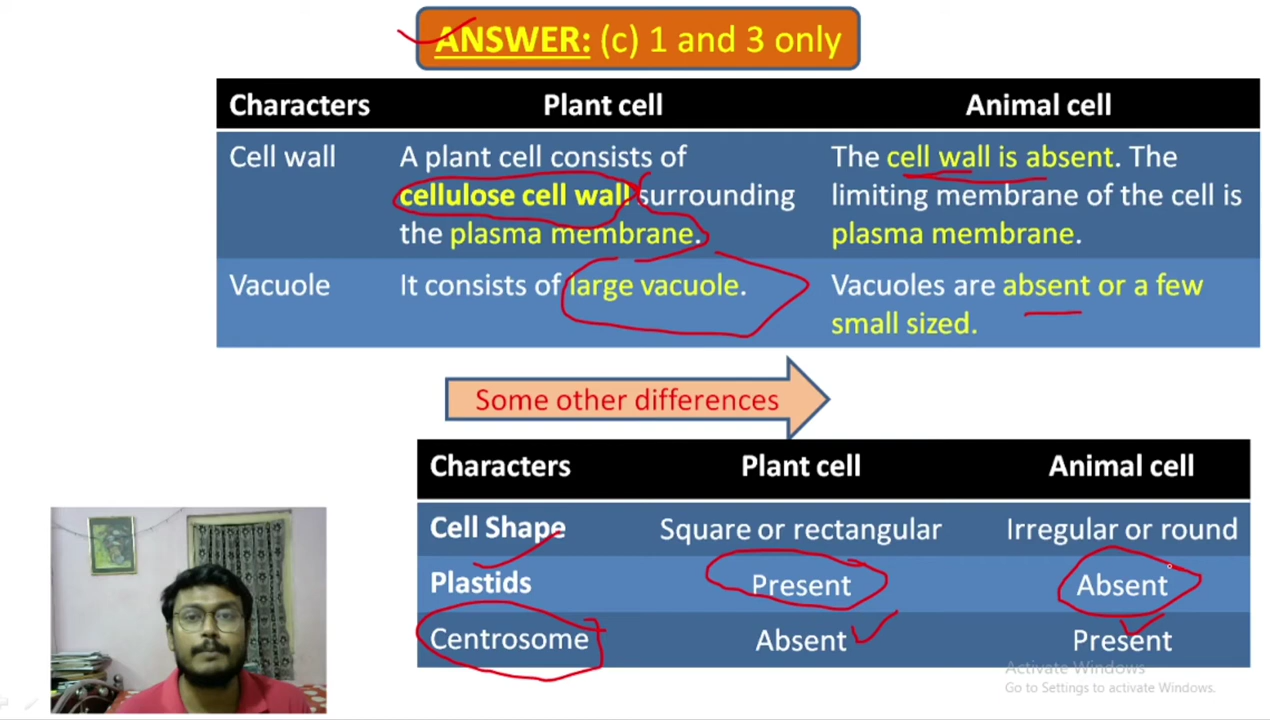 ANSWER: (c) 1 and 3 only
Characters Plant cell Animal cell
Cell wall A plant cell consists of The cell wall is absent. The
cellulose cell wall surrounding limiting membrane of the cell is
the plasma membrane. plasma membrane.
Vacuole It consists of large vacuole. Vacuoles are absent or a few
small sized.
Some other differences
Characters Plant cell Animal cell
Cell Shape Square or rectangular Irregular or round
Plastids Present Absent
Centrosome Absent Present
Activate Windows
Go to Settings to activate Windows.